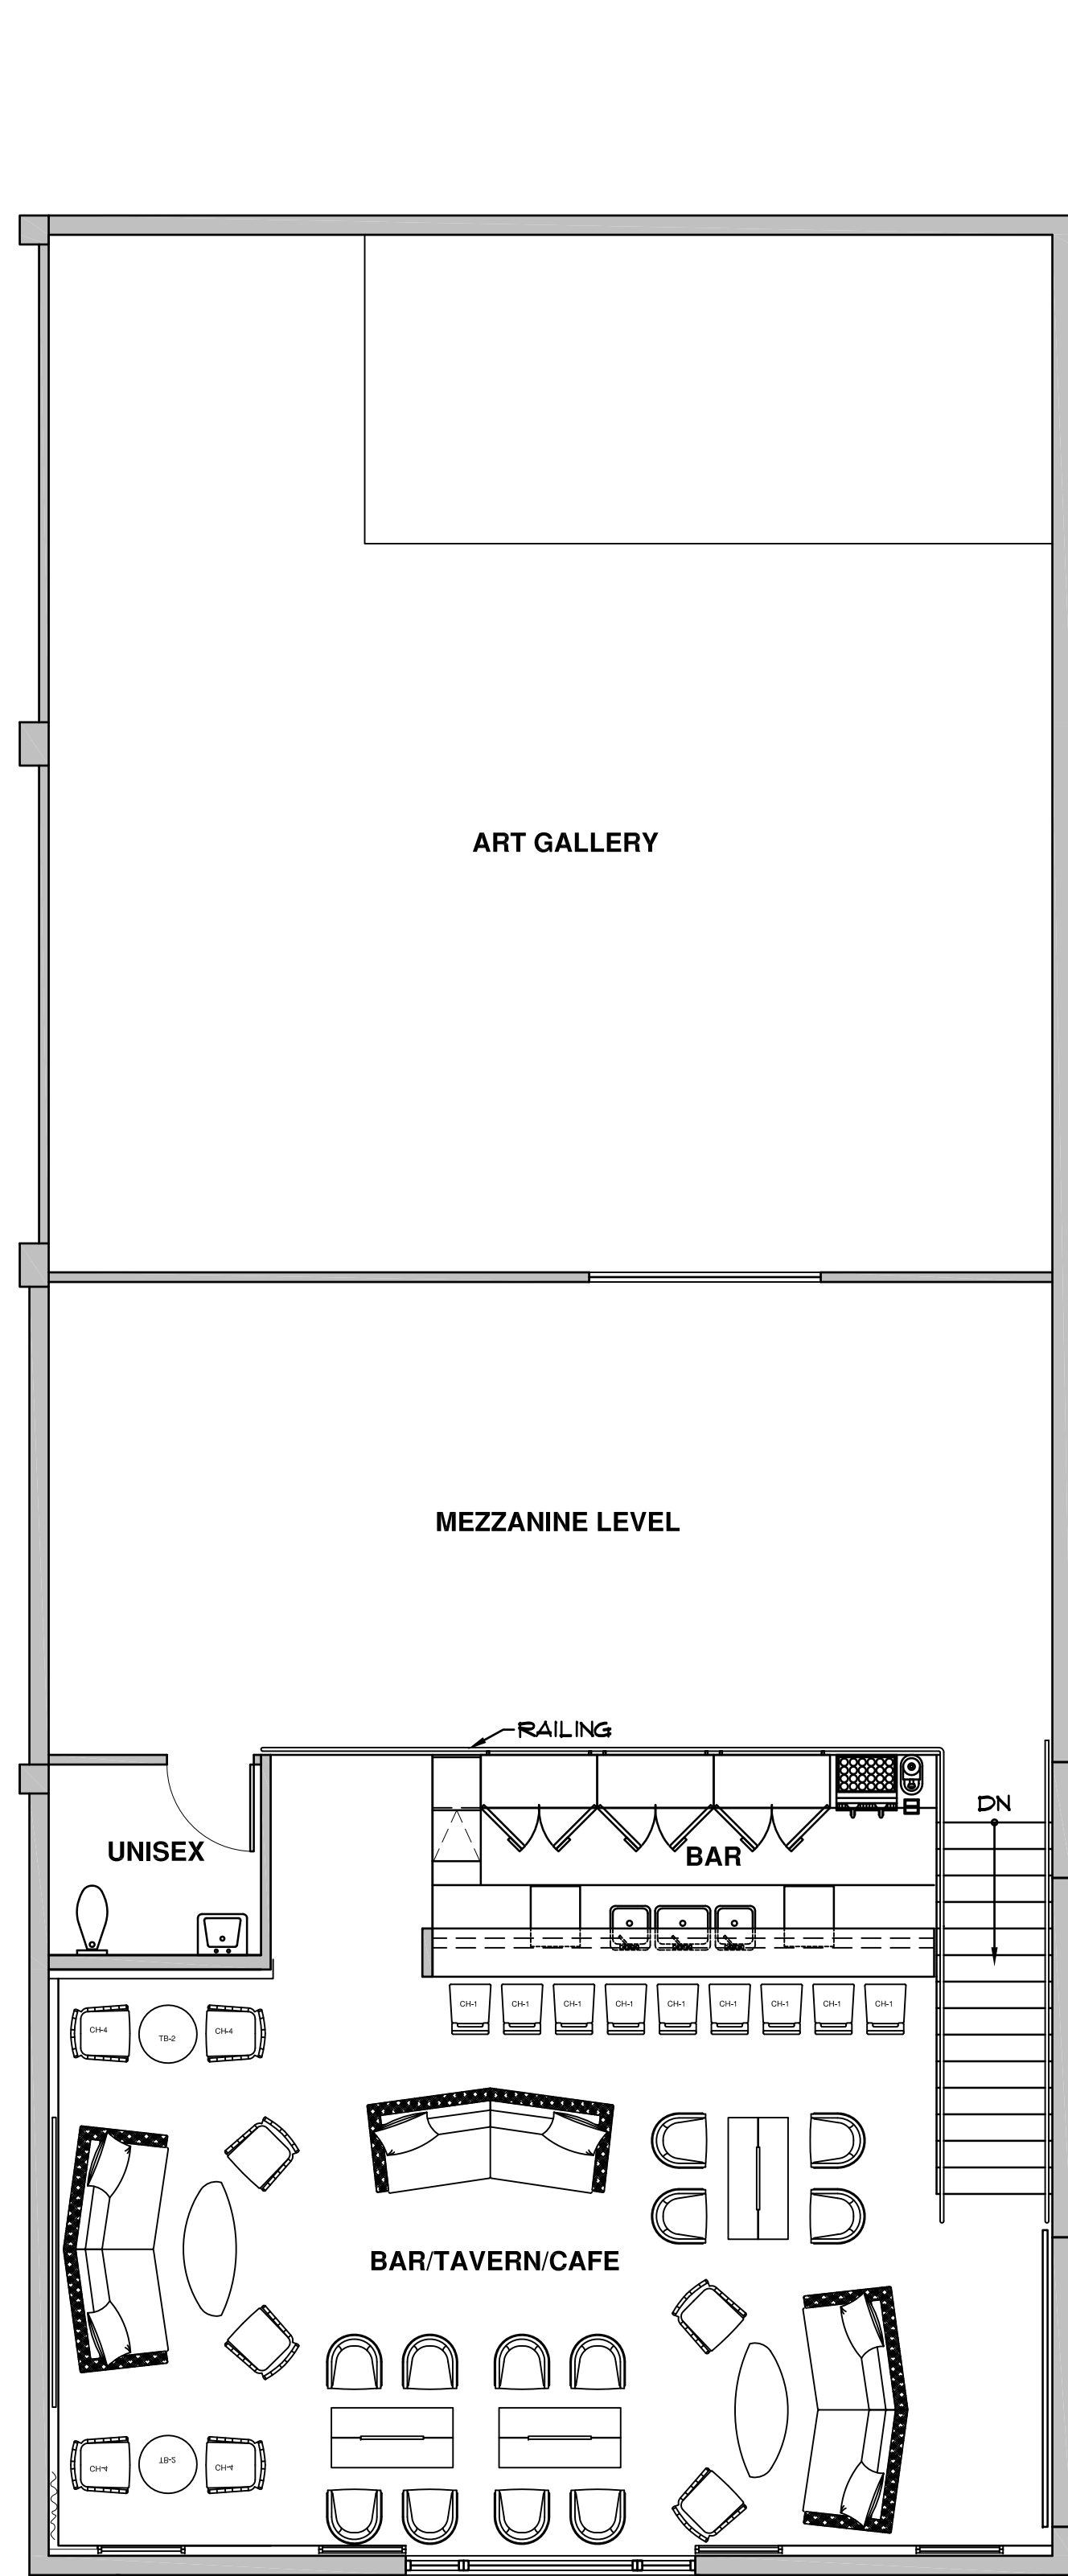 ART GALLERY
MEZZANINE LEVEL
RAILING
DN
UNISEX
BAR
CH-1 CH-1 CH-1 CH-1 CH-1 CH-1 CH-1 CH-1 CH-1
CH-4 TB-2 CH-4
BAR/TAVERN/CAFE
CH-4 TB-2 CH-4